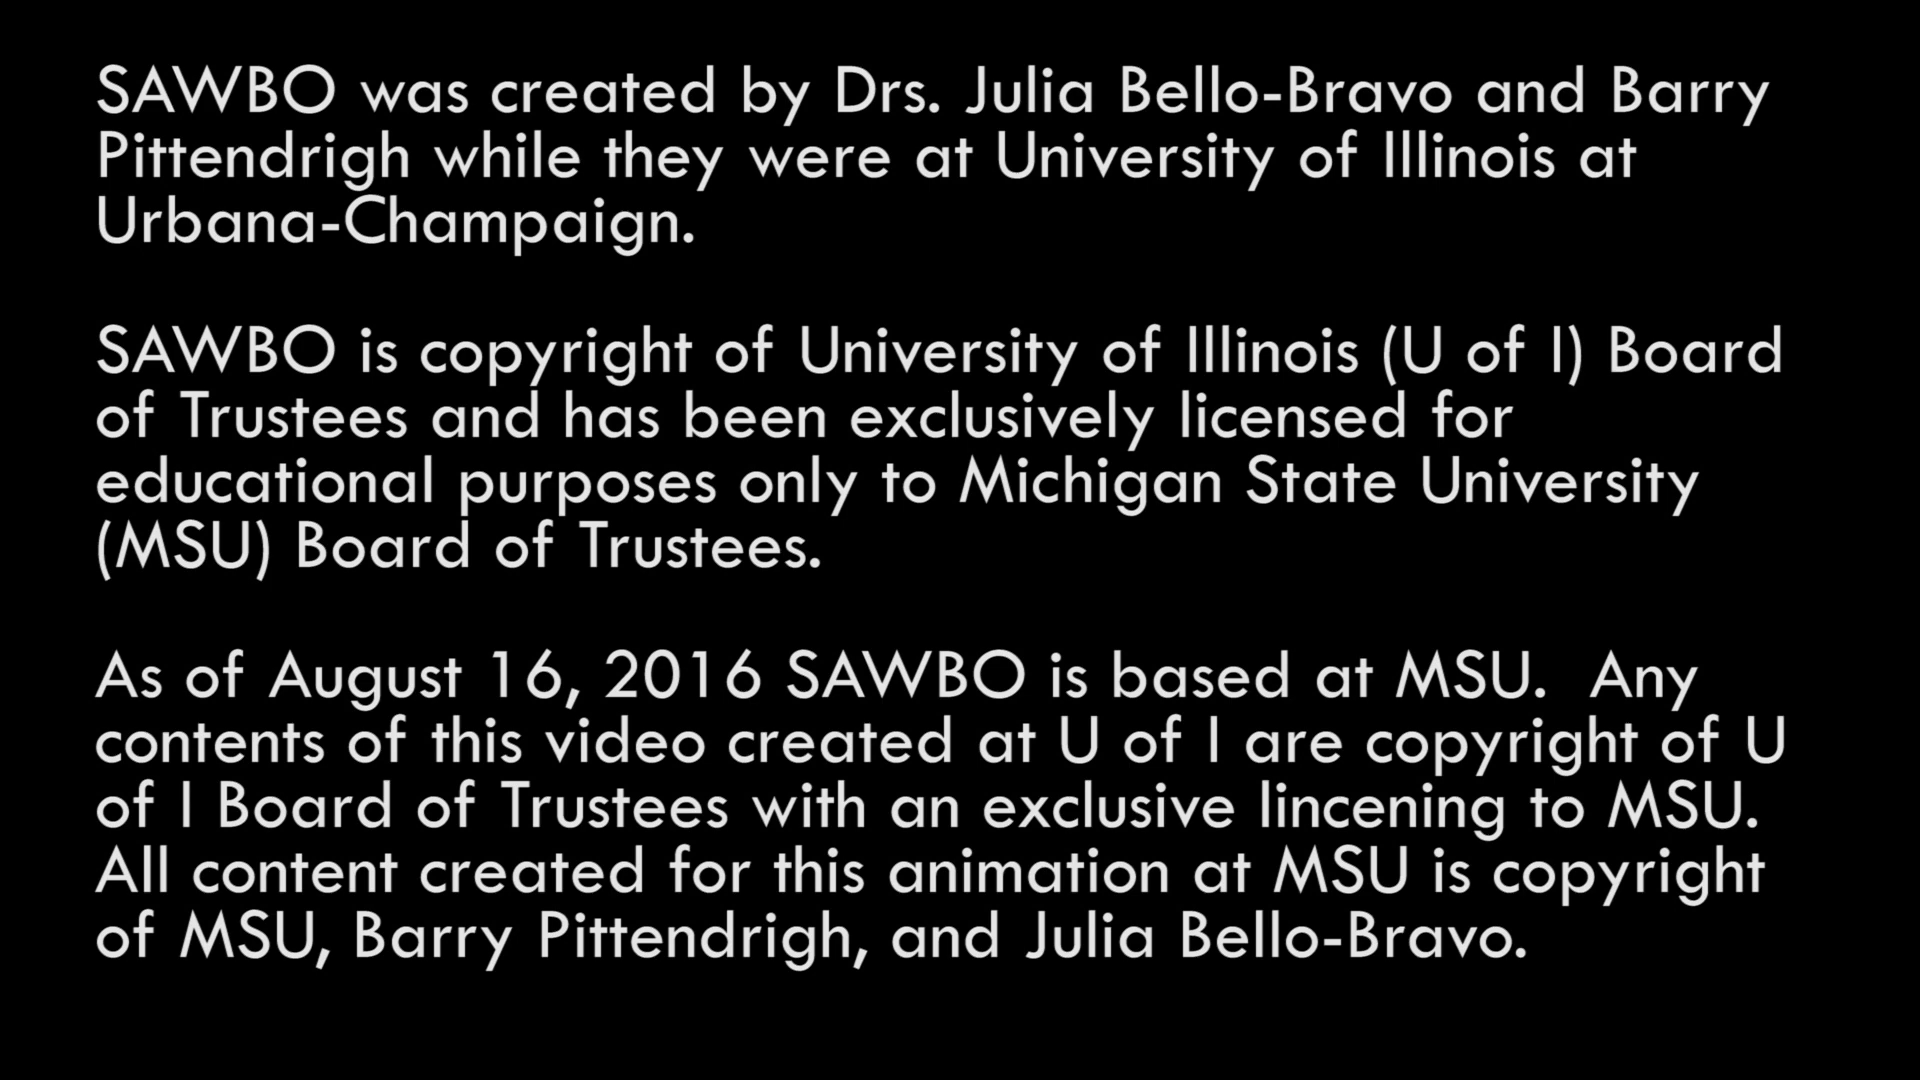 SAWBO was created by Drs. Julia Bello-Bravo and Barry
Pittendrigh while they were at University of Illinois at
Urbana-Champaign.
SAWBO is copyright of University of Illinois (U of I) Board
of Trustees and has been exclusively licensed for
educational purposes only to Michigan State University
(MSU) Board of Trustees.
As of August 16, 2016 SAWBO is based at MSU.  Any
contents of this video created at U of I are copyright of U
of I Board of Trustees with an exclusive lincening to MSU.
All content created for this animation at MSU is copyright
of MSU, Barry Pittendrigh, and Julia Bello-Bravo.